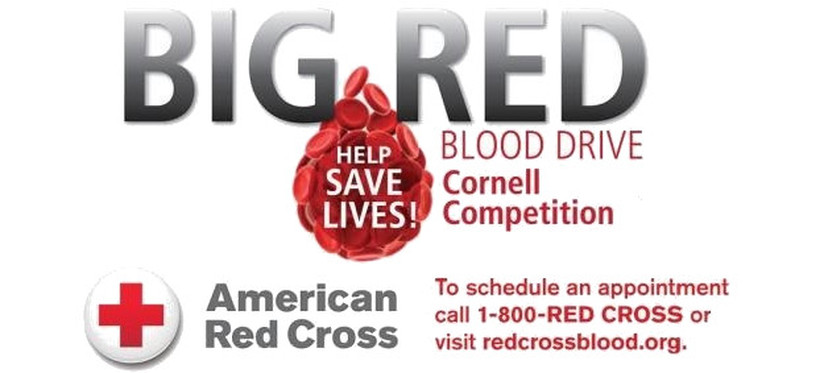 BIG RED
BLOOD DRIVE
HELP
SAVE
LIVES!
Cornell
Competition
American
Red Cross
To schedule an appointment
call 1-800-RED CROSS or
visit redcrossblood.org.